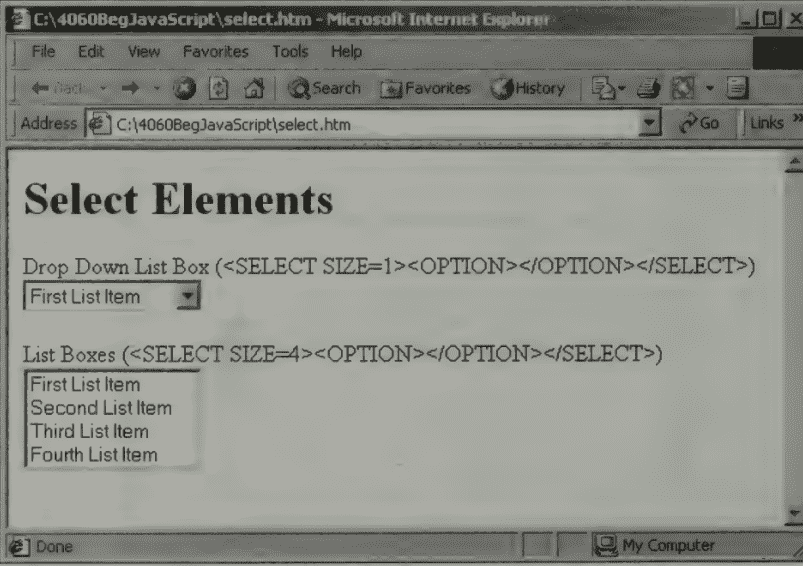 C:\4060BegJavaScript\select.htm - Microsoft Internet Explorer
File Edit View Favorites Tools Help
Back Search Favorites History
Address C:\4060BegJavaScript\select.htm Go Links »
Select Elements
Drop Down List Box (<SELECT SIZE=1><OPTION></OPTION></SELECT>)
First List Item
List Boxes (<SELECT SIZE=4><OPTION></OPTION></SELECT>)
First List Item
Second List Item
Third List Item
Fourth List Item
Done My Computer